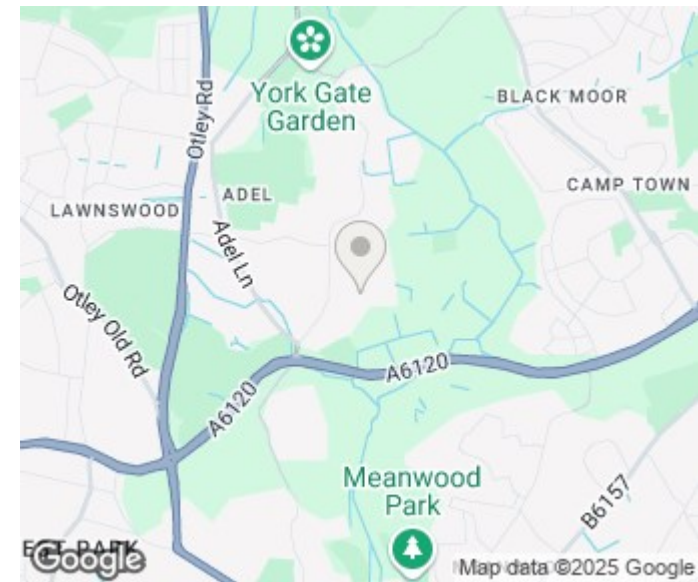 York Gate
Garden
BLACK MOOR
Otley Rd
CAMP TOWN
ADEL
LAWNSWOOD
Adel Ln
Otley Old Rd
A6120
A6120
Meanwood
Park
B6157
PARK
Google
Map data ©2025 Google